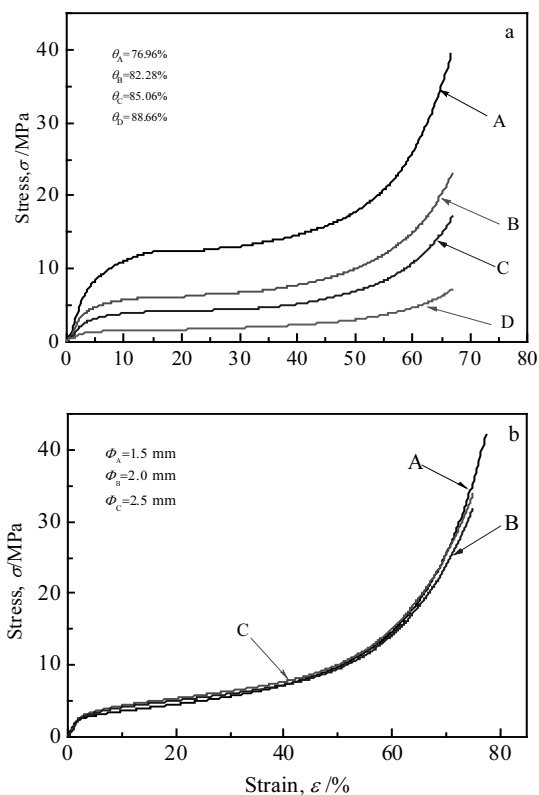 a
θA=76.96%
θB=82.28%
θC=85.06%
θD=88.66%
Stress,σ /MPa
40
30
20
10
0
A
B
C
D
0 10 20 30 40 50 60 70 80
b
ΦA=1.5 mm
ΦB=2.0 mm
ΦC=2.5 mm
Stress, σ/MPa
40
30
20
10
0
A
B
C
0 20 40 60 80
Strain, ε /%